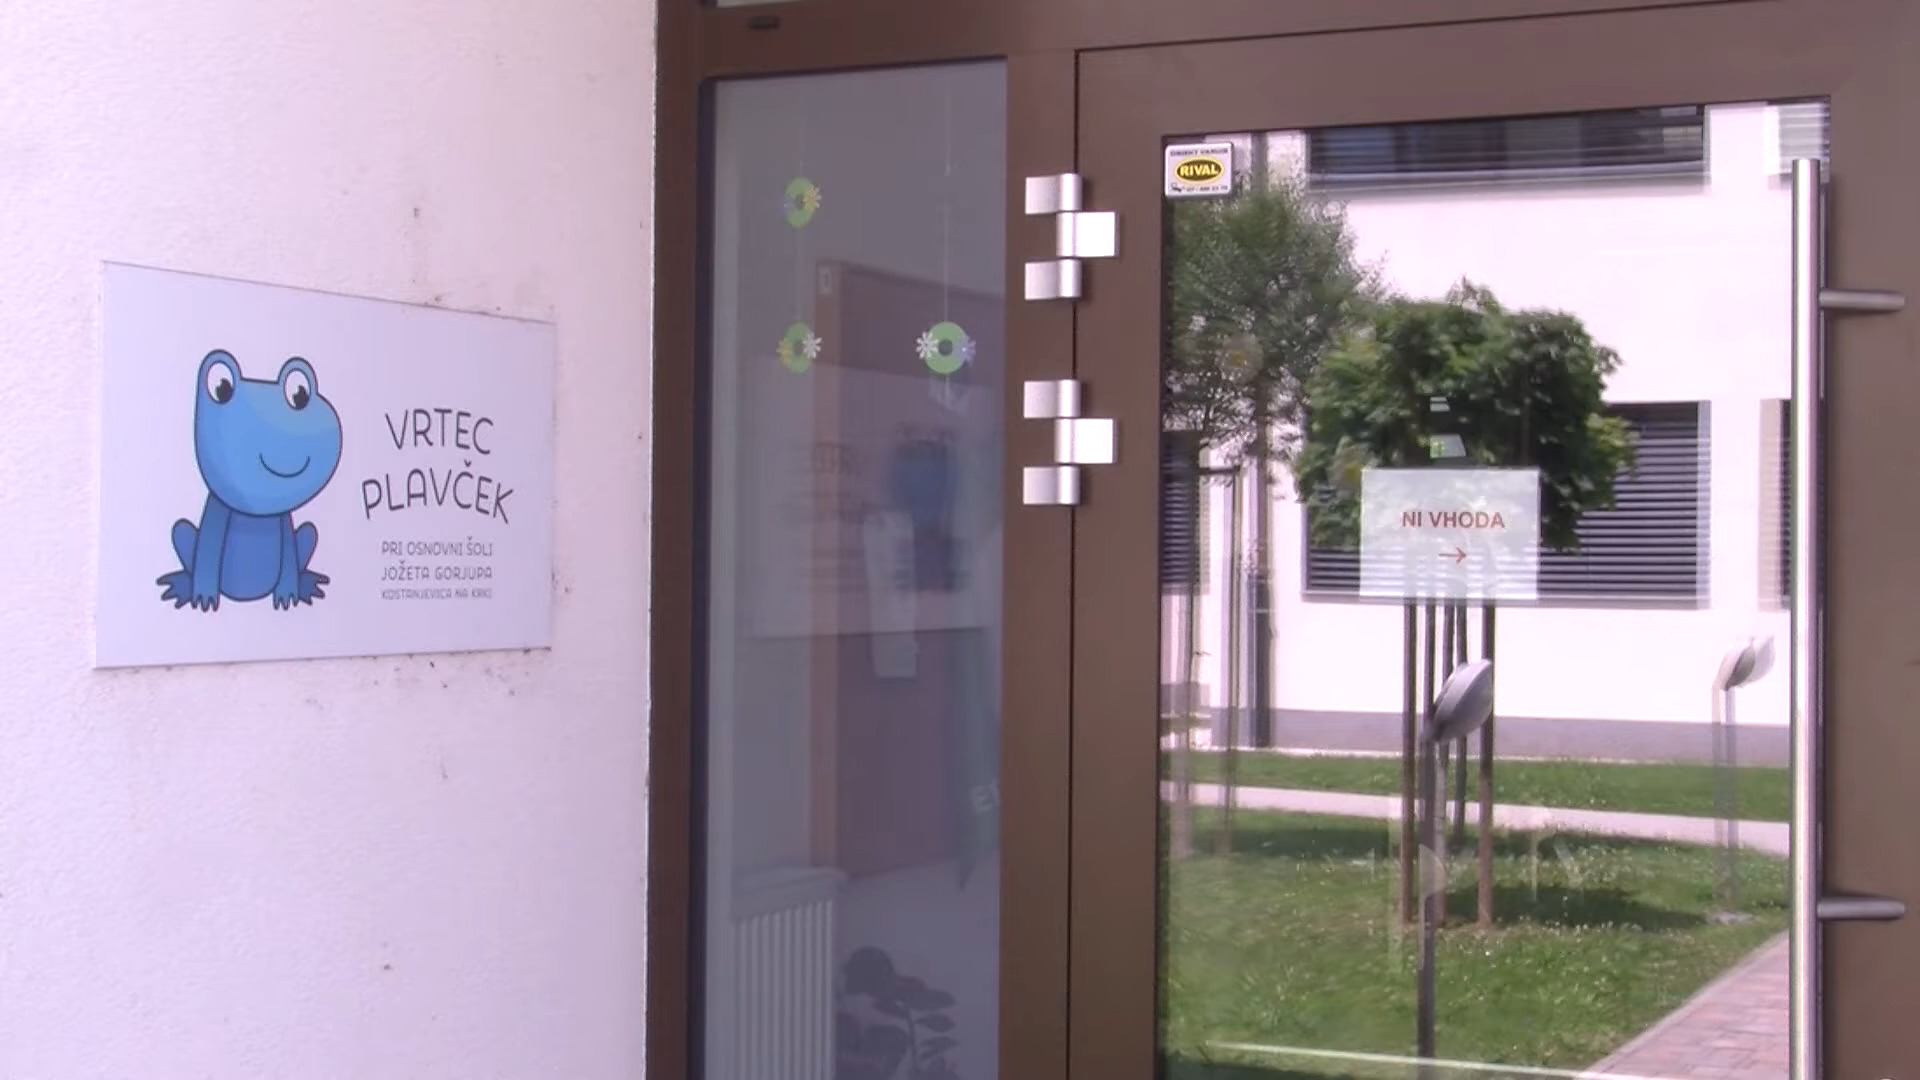 VRTEC
PLAVČEK
PRI OSNOVNI ŠOLI
JOŽETA GORJUPA
KOSTANJEVICA NA KRKI
RIVAL
NI VHODA
→